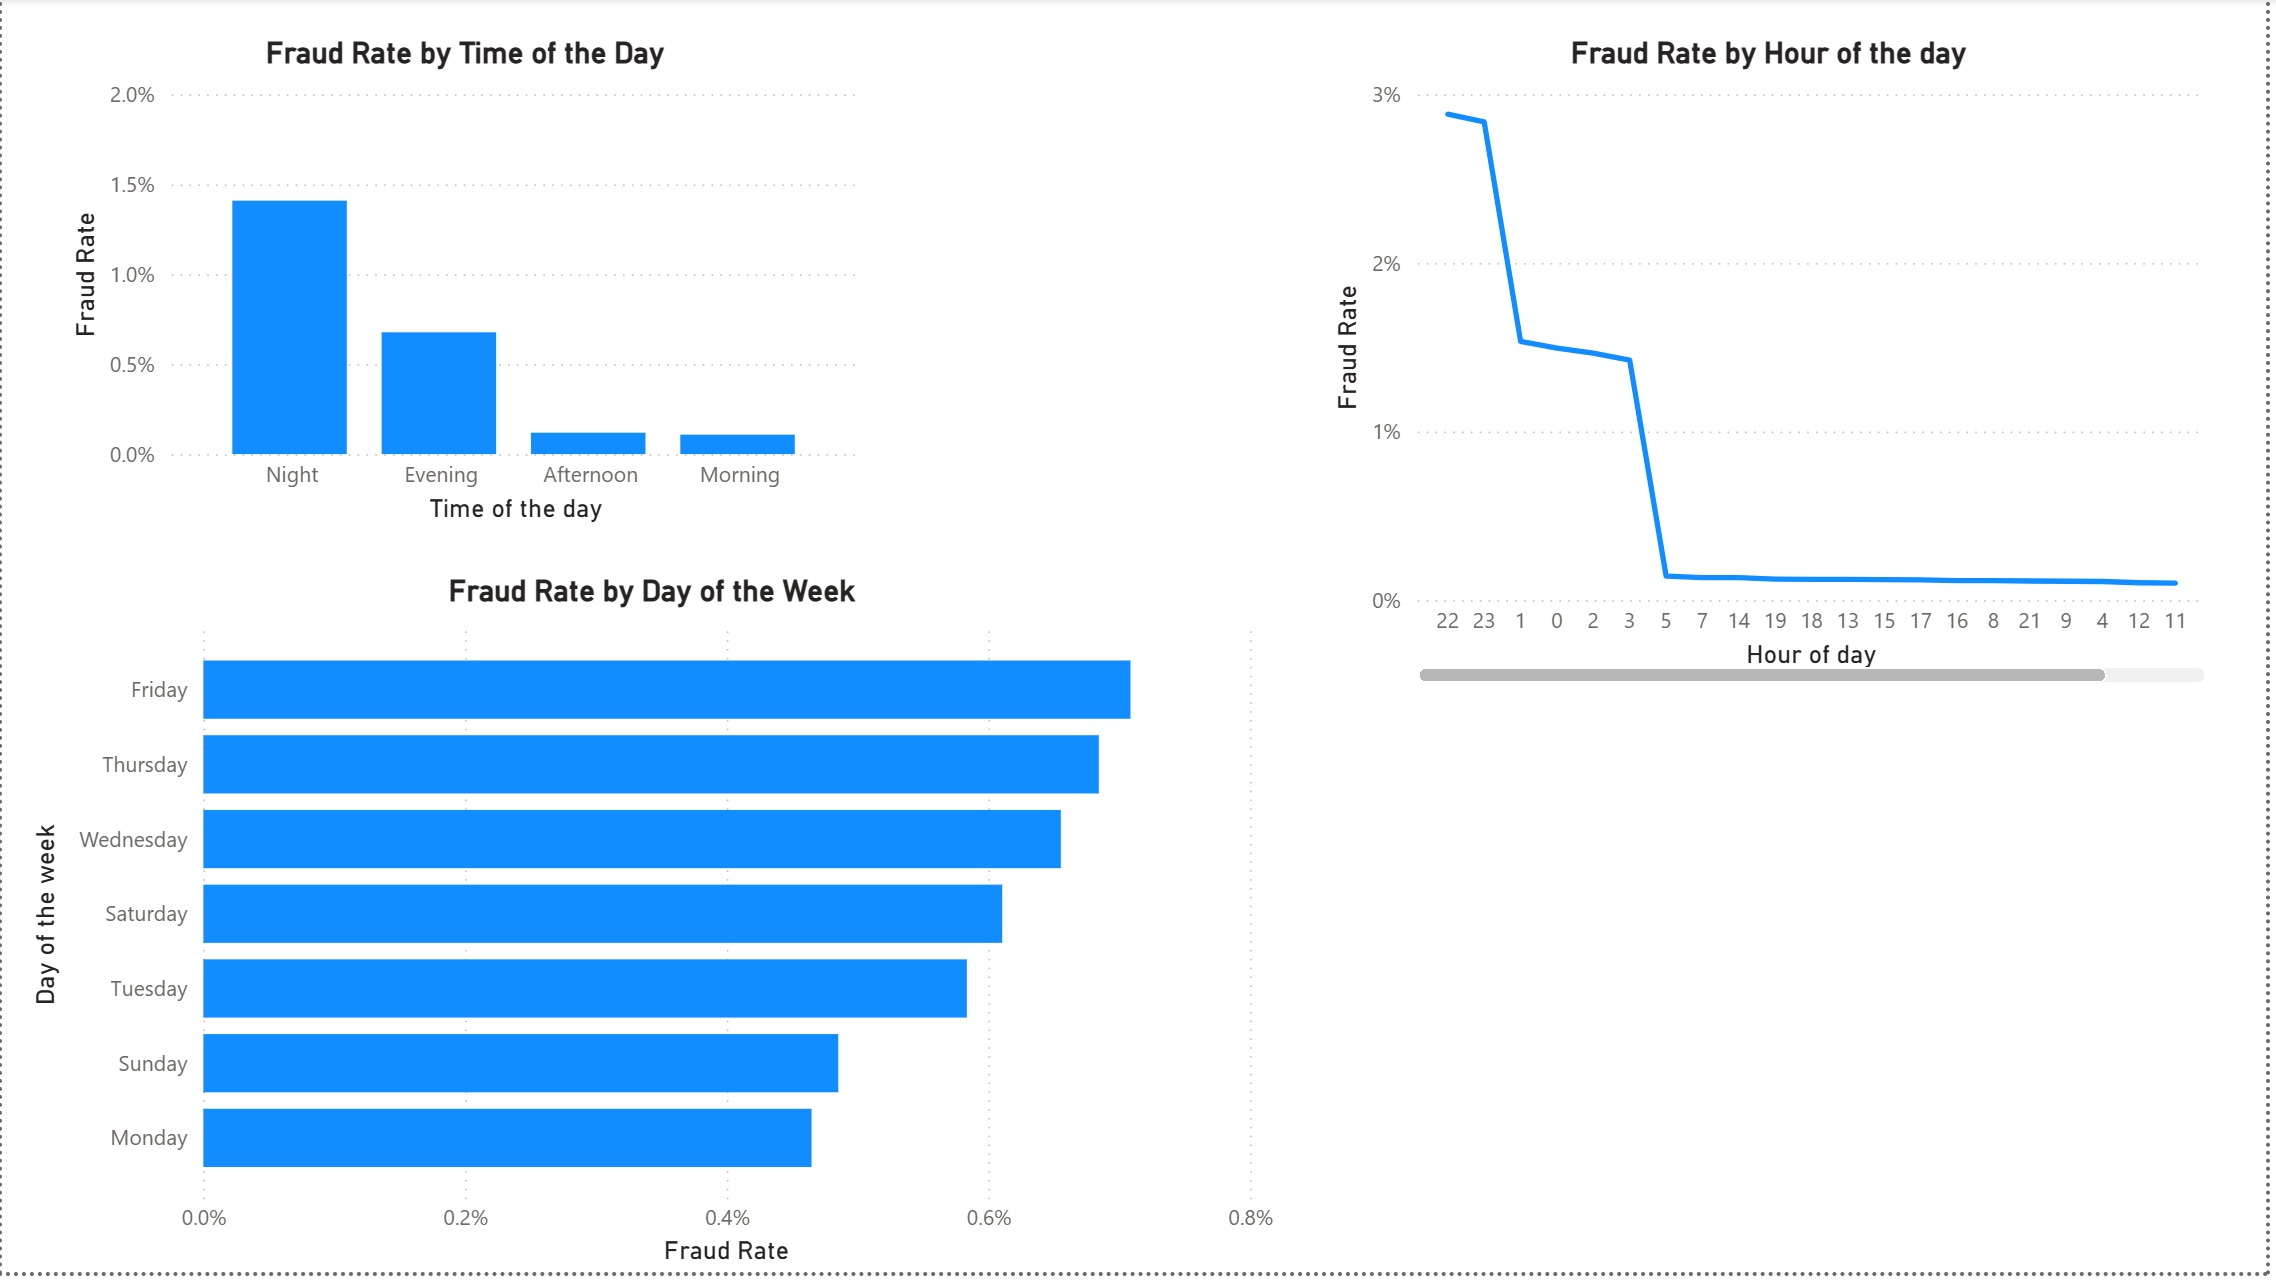 Fraud Rate by Time of the Day
2.0%
1.5%
1.0%
0.5%
0.0%
Fraud Rate
Night Evening Afternoon Morning
Time of the day
Fraud Rate by Hour of the day
3%
2%
1%
0%
Fraud Rate
22 23 1 0 2 3 5 7 14 19 18 13 15 17 16 8 21 9 4 12 11
Hour of day
Fraud Rate by Day of the Week
Day of the week
Friday
Thursday
Wednesday
Saturday
Tuesday
Sunday
Monday
0.0% 0.2% 0.4% 0.6% 0.8%
Fraud Rate